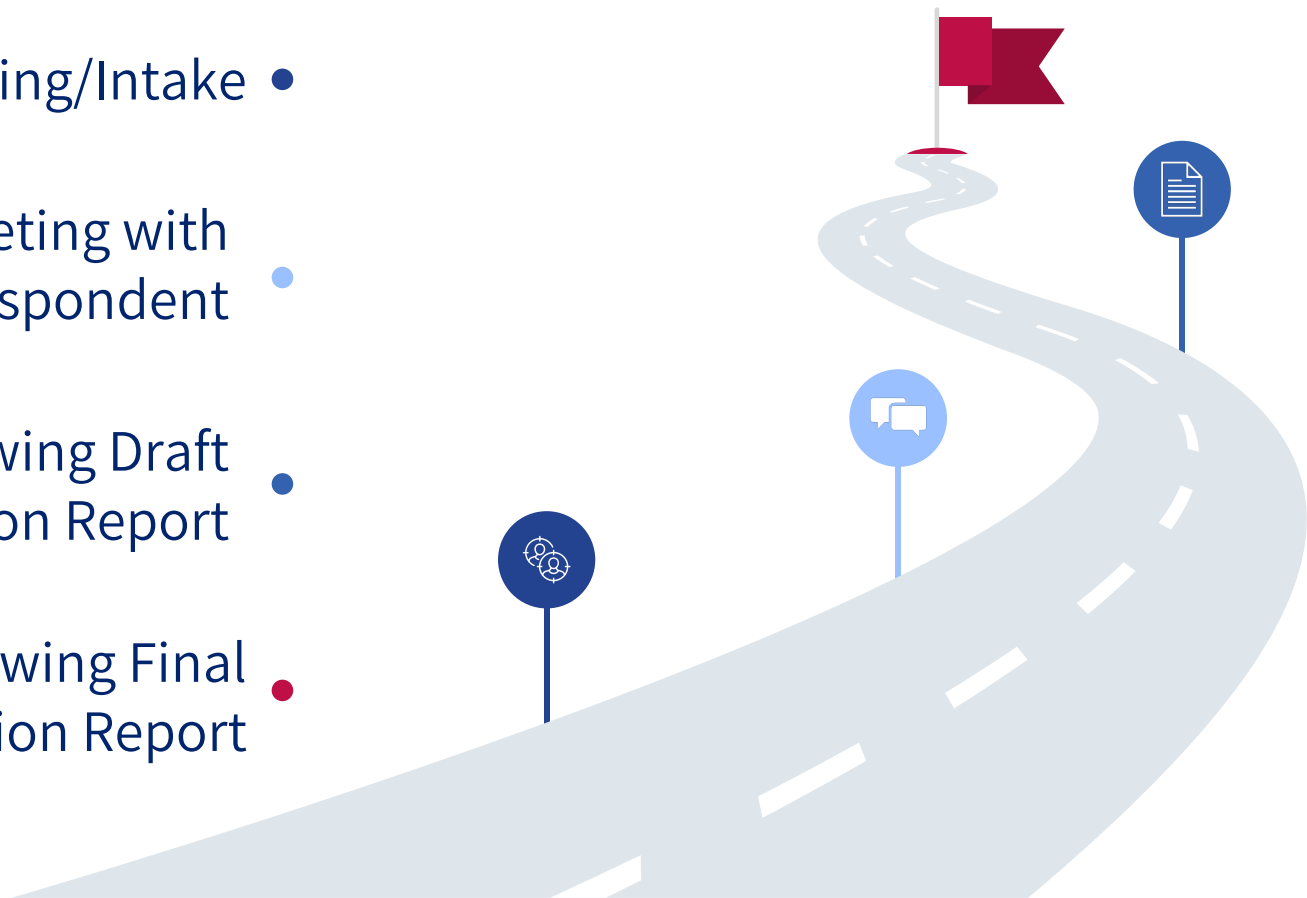 ing/Intake
eting with
spondent
wing Draft
on Report
wing Final
ion Report